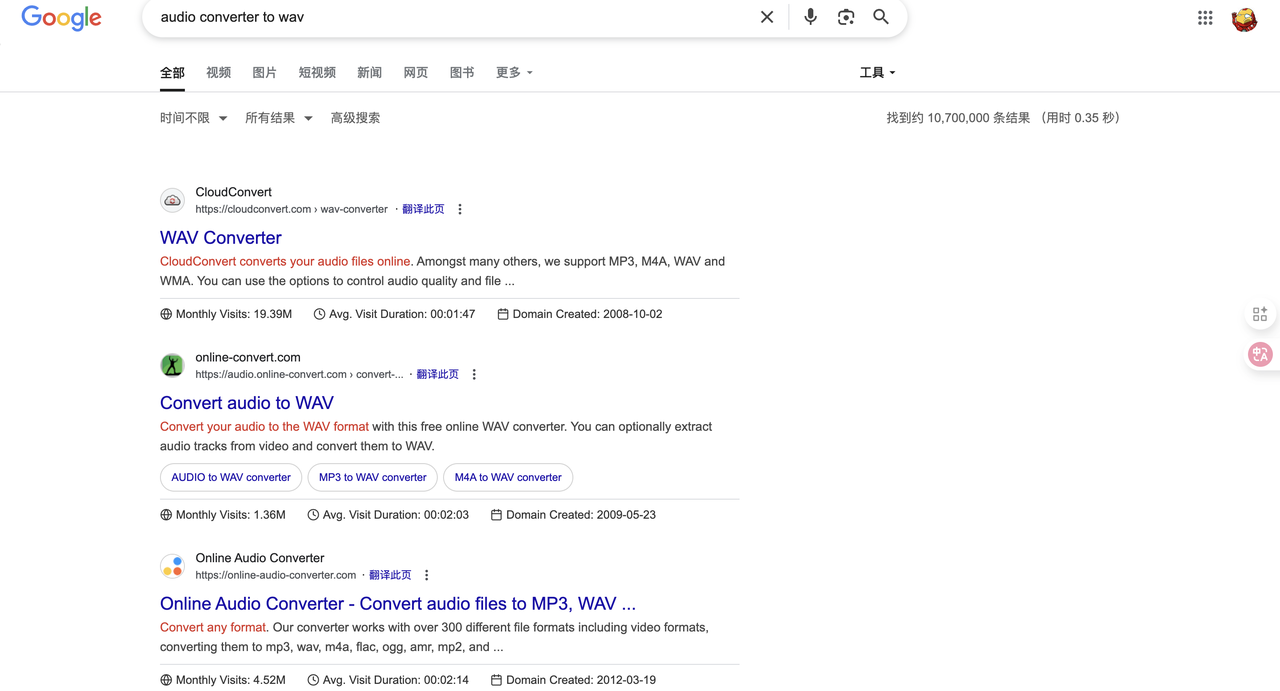 Google
audio converter to wav
全部 视频 图片 短视频 新闻 网页 图书 更多 工具
时间不限 所有结果 高级搜索 找到约 10,700,000 条结果 （用时 0.35 秒）
CloudConvert
https://cloudconvert.com › wav-converter · 翻译此页
WAV Converter
CloudConvert converts your audio files online. Amongst many others, we support MP3, M4A, WAV and
WMA. You can use the options to control audio quality and file ...
Monthly Visits: 19.39M Avg. Visit Duration: 00:01:47 Domain Created: 2008-10-02
online-convert.com
https://audio.online-convert.com › convert-... · 翻译此页
Convert audio to WAV
Convert your audio to the WAV format with this free online WAV converter. You can optionally extract
audio tracks from video and convert them to WAV.
AUDIO to WAV converter MP3 to WAV converter M4A to WAV converter
Monthly Visits: 1.36M Avg. Visit Duration: 00:02:03 Domain Created: 2009-05-23
Online Audio Converter
https://online-audio-converter.com · 翻译此页
Online Audio Converter - Convert audio files to MP3, WAV ...
Convert any format. Our converter works with over 300 different file formats including video formats,
converting them to mp3, wav, m4a, flac, ogg, amr, mp2, and ...
Monthly Visits: 4.52M Avg. Visit Duration: 00:02:14 Domain Created: 2012-03-19